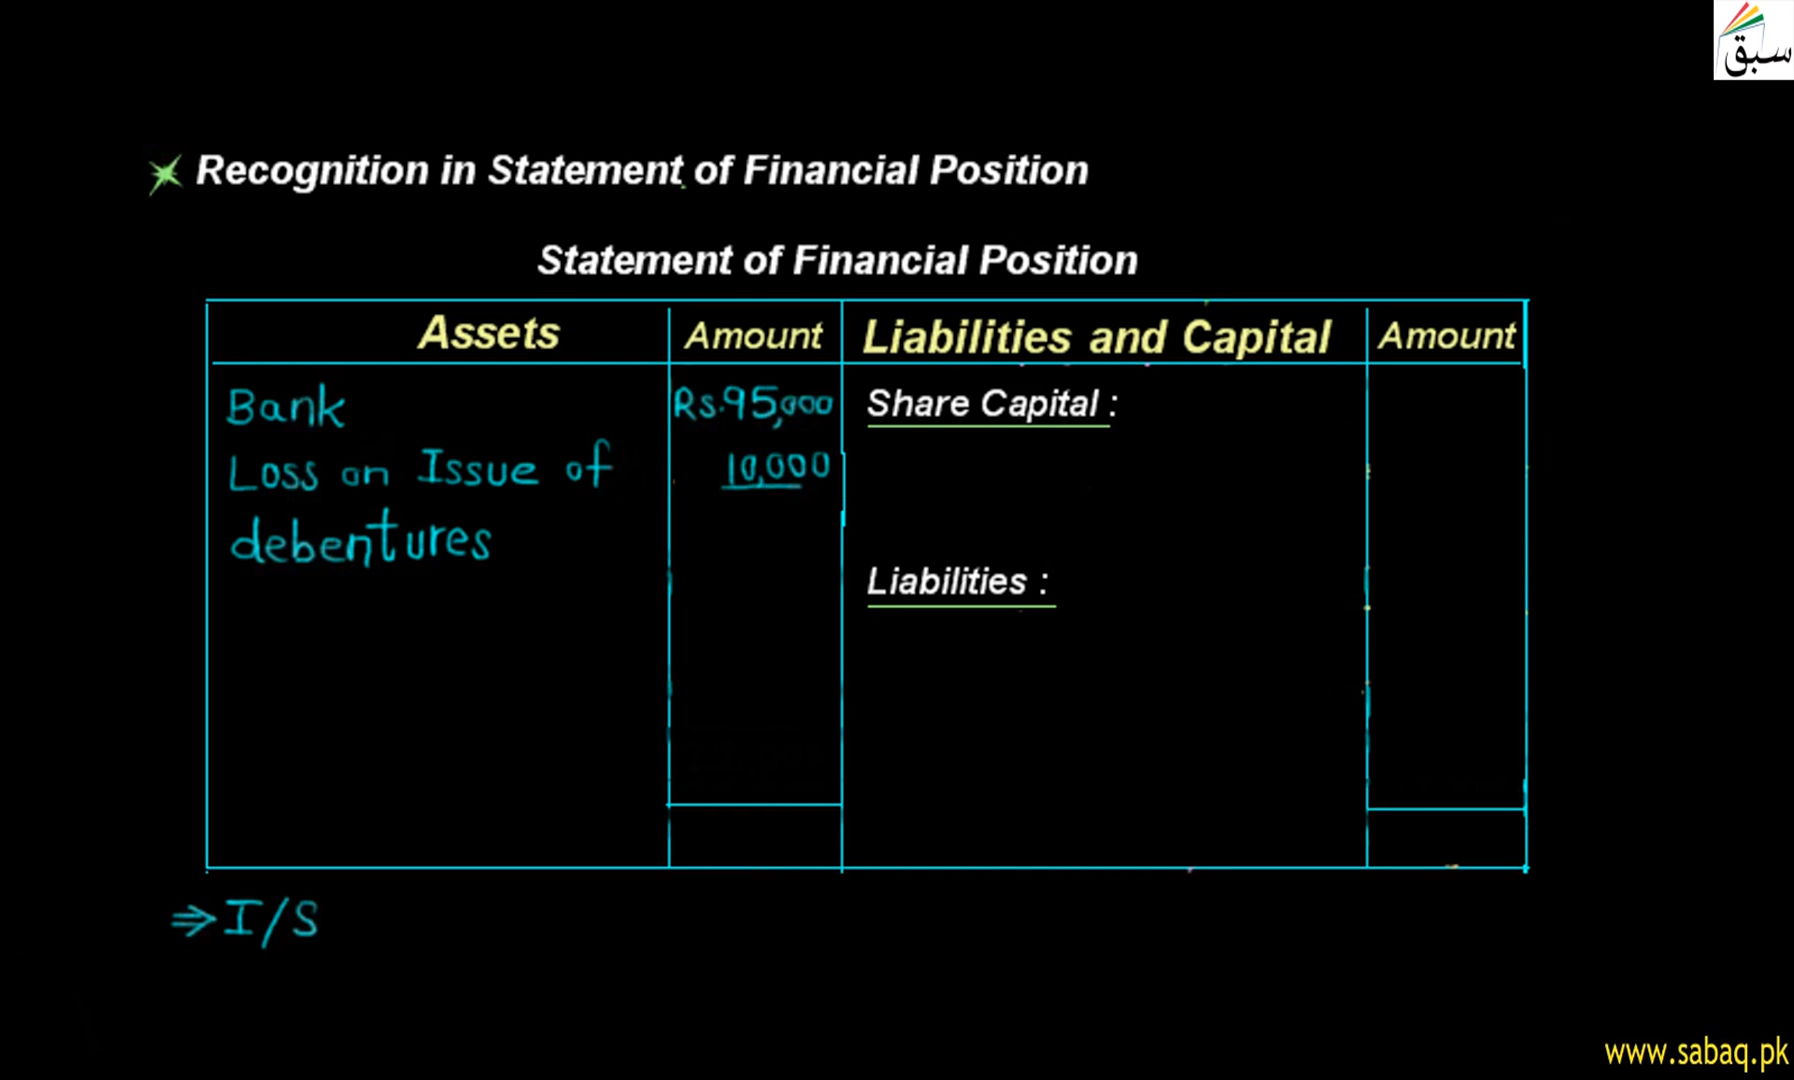 سبق
Recognition in Statement of Financial Position
Statement of Financial Position
Assets Amount Liabilities and Capital Amount
Bank Rs.95,000 Share Capital :
Loss on Issue of 10,000
debentures
Liabilities :
⇒ I/S
www.sabaq.pk